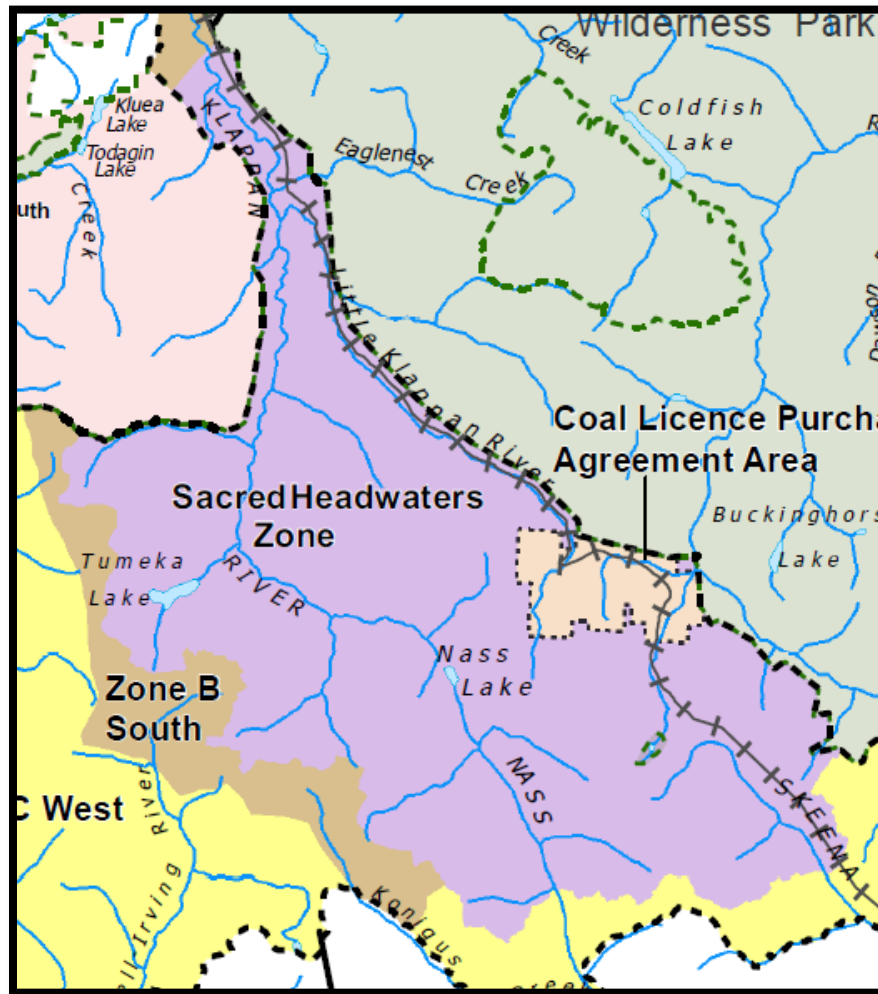 Wilderness Park
Creek
Coldfish
Lake
Kluea
Lake
Todagin
Lake
KLAPPAN
Eaglenest
Creek
uth
Creek
Little Klappan River
Coal Licence Purcha
Agreement Area
Sacred Headwaters
Zone
Buckinghors
Lake
Tumeka
Lake
RIVER
Nass
Lake
Zone B
South
NASS
C West
River
SKEENA
ell-Irving
Konigus